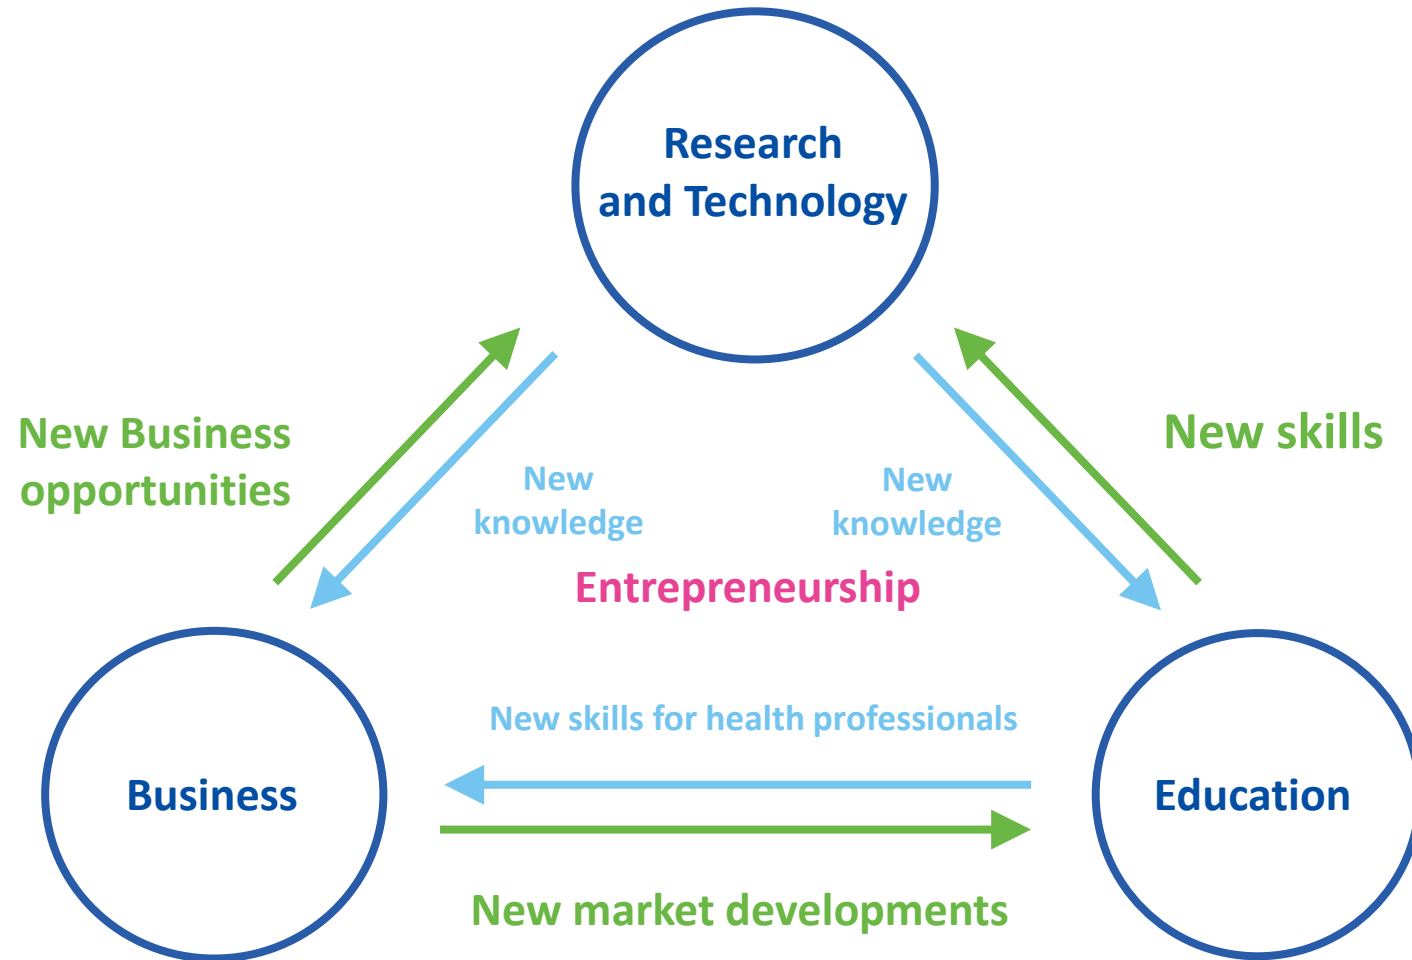 Research
and Technology
New Business
opportunities
New skills
New
knowledge
New
knowledge
Entrepreneurship
New skills for health professionals
Business
Education
New market developments